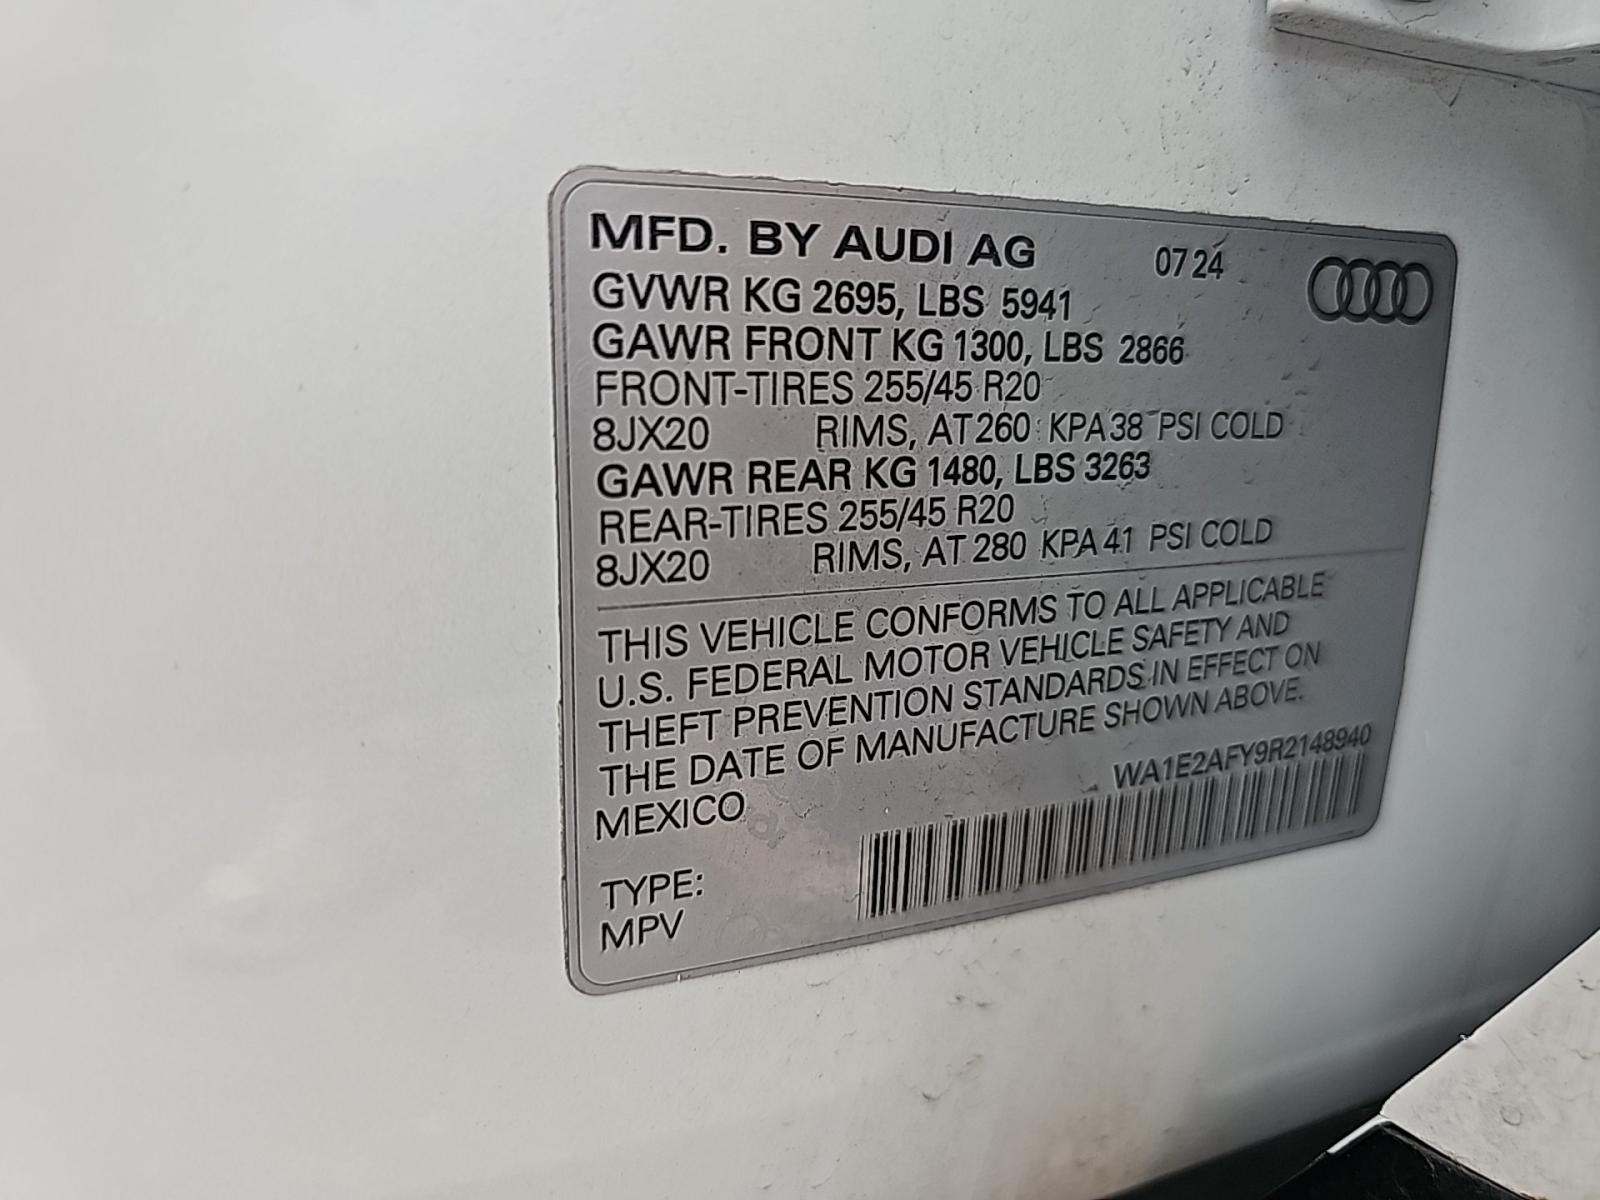 MFD. BY AUDI AG 07 24
GVWR KG 2695, LBS 5941
GAWR FRONT KG 1300, LBS 2866
FRONT-TIRES 255/45 R20
8JX20 RIMS, AT 260 KPA 38 PSI COLD
GAWR REAR KG 1480, LBS 3263
REAR-TIRES 255/45 R20
8JX20 RIMS, AT 280 KPA 41 PSI COLD
THIS VEHICLE CONFORMS TO ALL APPLICABLE
U.S. FEDERAL MOTOR VEHICLE SAFETY AND
THEFT PREVENTION STANDARDS IN EFFECT ON
THE DATE OF MANUFACTURE SHOWN ABOVE.
MEXICO WA1E2AFY9R2148940
TYPE:
MPV